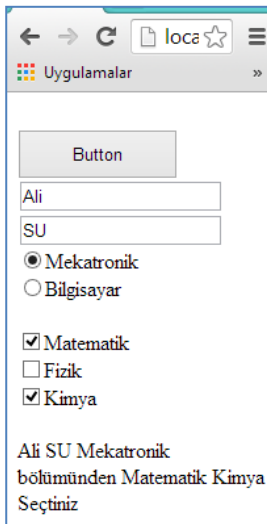 loca
Uygulamalar »
Button
Ali
SU
Mekatronik
Bilgisayar
Matematik
Fizik
Kimya
Ali SU Mekatronik
bölümünden Matematik Kimya
Seçtiniz